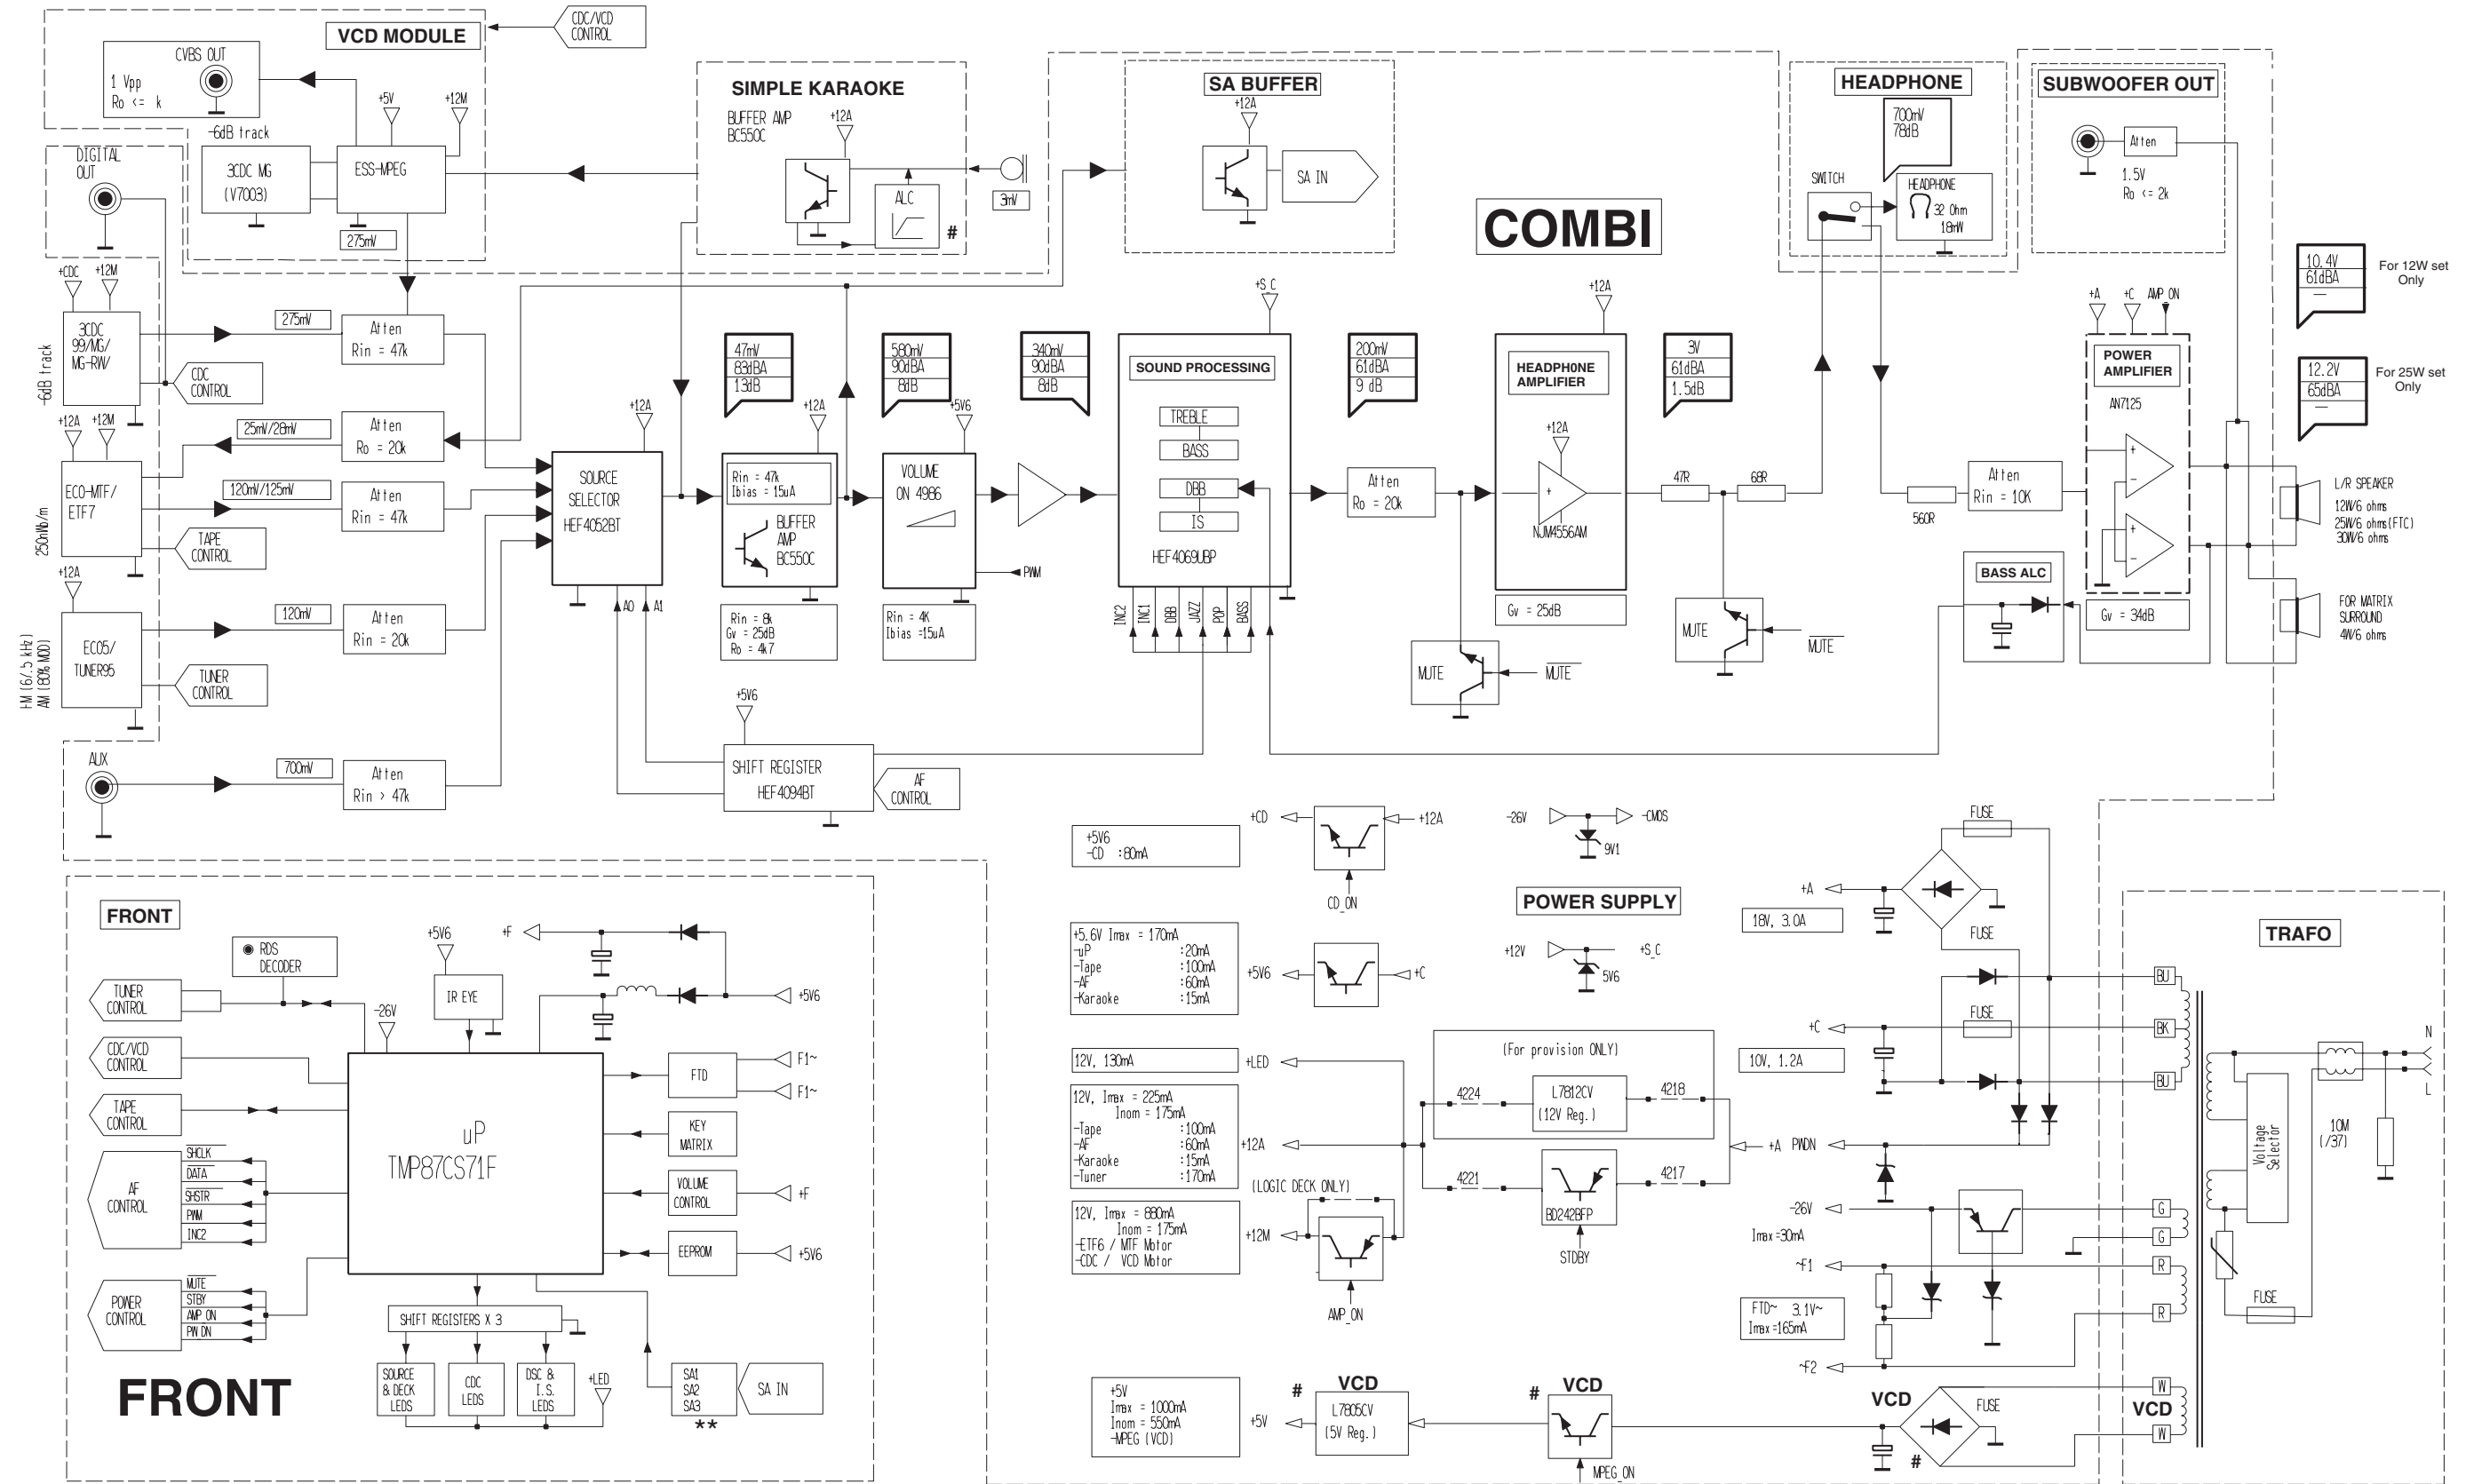 VCD MODULE
CDC/VCD
CONTROL
CVBS OUT
1 Vpp
Ro <= k
+5V
+12M
-6dB track
3CDC MG
(V7003)
ESS-MPEG
275mV
DIGITAL
OUT
SIMPLE KARAOKE
BUFFER AMP
BC550C
+12A
ALC
#
3mV
SA BUFFER
+12A
SA IN
COMBI
HEADPHONE
700mV
78dB
SWITCH
HEADPHONE
32 Ohm
18mW
SUBWOOFER OUT
Atten
1.5V
Ro <= 2k
10.4V
61dBA
—
For 12W set
Only
12.2V
65dBA
—
For 25W set
Only
+CDC
+12M
3CDC
99/MG/
MG-RW/
-6dB track
CDC
CONTROL
275mV
Atten
Rin = 47k
+12A
+12M
ECO-MTF/
ETF7
250nWb/m
25mV/28mV
Atten
Ro = 20k
120mV/125mV
Atten
Rin = 47k
TAPE
CONTROL
+12A
ECO5/
TUNER95
FM (67.5 kHz)
AM (80% MOD)
120mV
Atten
Rin = 20k
TUNER
CONTROL
AUX
700mV
Atten
Rin > 47k
+12A
SOURCE
SELECTOR
HEF4052BT
A0
A1
47mV
83dBA
13dB
+12A
Rin = 47k
Ibias = 15uA
BUFFER
AMP
BC550C
Rin = 8k
Gv = 25dB
Ro = 4k7
580mV
90dBA
8dB
+5V6
VOLUME
ON 4986
PWM
Rin = 4K
Ibias =15uA
340mV
90dBA
8dB
+S_C
SOUND PROCESSING
TREBLE
BASS
DBB
IS
HEF4069UBP
INC2
INC1
DBB
JAZZ
POP
BASS
200mV
61dBA
9 dB
Atten
Ro = 20k
+12A
HEADPHONE
AMPLIFIER
+12A
+
NJM4556AM
Gv = 25dB
3V
61dBA
1.5dB
47R
68R
MUTE
MUTE
MUTE
MUTE
560R
Atten
Rin = 10K
+A
+C
AMP_ON
POWER
AMPLIFIER
AN7125
+
-
+
-
Gv = 34dB
BASS ALC
L/R SPEAKER
12W/6 ohms
25W/6 ohms(FTC)
30W/6 ohms
FOR MATRIX
SURROUND
4W/6 ohms
+5V6
SHIFT REGISTER
HEF4094BT
AF
CONTROL
+5V6
-CD :80mA
+CD
+12A
CD_ON
-26V
-CMOS
9V1
POWER SUPPLY
+12V
+S_C
5V6
+5.6V Imax = 170mA
-uP :20mA
-Tape :100mA
-AF :60mA
-Karaoke :15mA
+5V6
+C
12V, 130mA
+LED
12V, Imax = 225mA
Inom = 175mA
-Tape :100mA
-AF :60mA
-Karaoke :15mA
-Tuner :170mA
+12A
12V, Imax = 880mA
Inom = 175mA
-ETF6 / MTF Motor
-CDC / VCD Motor
+12M
(LOGIC DECK ONLY)
AMP_ON
(For provision ONLY)
4224
L7812CV
(12V Reg.)
4218
4221
BD242BFP
4217
STDBY
+A
+5V
Imax = 1000mA
Inom = 550mA
-MPEG (VCD)
+5V
#
VCD
L7805CV
(5V Reg.)
#
VCD
MPEG_ON
VCD
#
FUSE
VCD
FUSE
+A
18V, 3.0A
FUSE
+C
FUSE
10V, 1.2A
PWDN
-26V
Imax =30mA
~F1
FTD~ 3.1V~
Imax =165mA
~F2
TRAFO
BU
BK
BU
G
G
R
R
W
W
Voltage
Selector
10M
(/37)
N
L
FUSE
FRONT
RDS
DECODER
TUNER
CONTROL
CDC/VCD
CONTROL
TAPE
CONTROL
AF
CONTROL
SHCLK
DATA
SHSTR
PWM
INC2
POWER
CONTROL
MUTE
STBY
AMP_ON
PW_DN
-26V
+5V6
IR EYE
+F
+5V6
uP
TMP87CS71F
FTD
F1~
F1~
KEY
MATRIX
VOLUME
CONTROL
+F
EEPROM
+5V6
SHIFT REGISTERS X 3
SOURCE
& DECK
LEDS
CDC
LEDS
DSC &
I.S.
LEDS
+LED
SA1
SA2
SA3
**
SA IN
FRONT